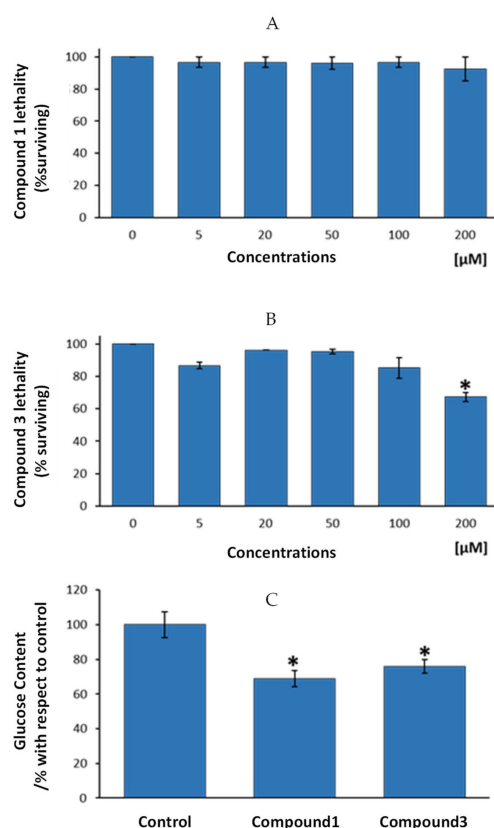 A
Compound 1 lethality
(%surviving)
100
80
60
40
20
0
0 5 20 50 100 200
Concentrations [µM]
B
Compound 3 lethality
(% surviving)
100
80
60
40
20
0
*
0 5 20 50 100 200
Concentrations [µM]
C
Glucose Content
/% with respect to control
120
100
80
60
40
20
0
* *
Control Compound1 Compound3